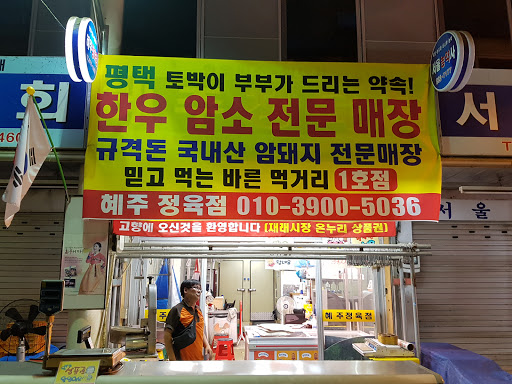 평택 토박이 부부가 드리는 약속!
한우 암소 전문 매장
규격돈 국내산 암돼지 전문매장
믿고 먹는 바른 먹거리 1호점
혜주 정육점 010-3900-5036
고향에 오신것을 환영합니다 (재래시장 온누리 상품권)
회
서
460
T
서울
혜주정육점